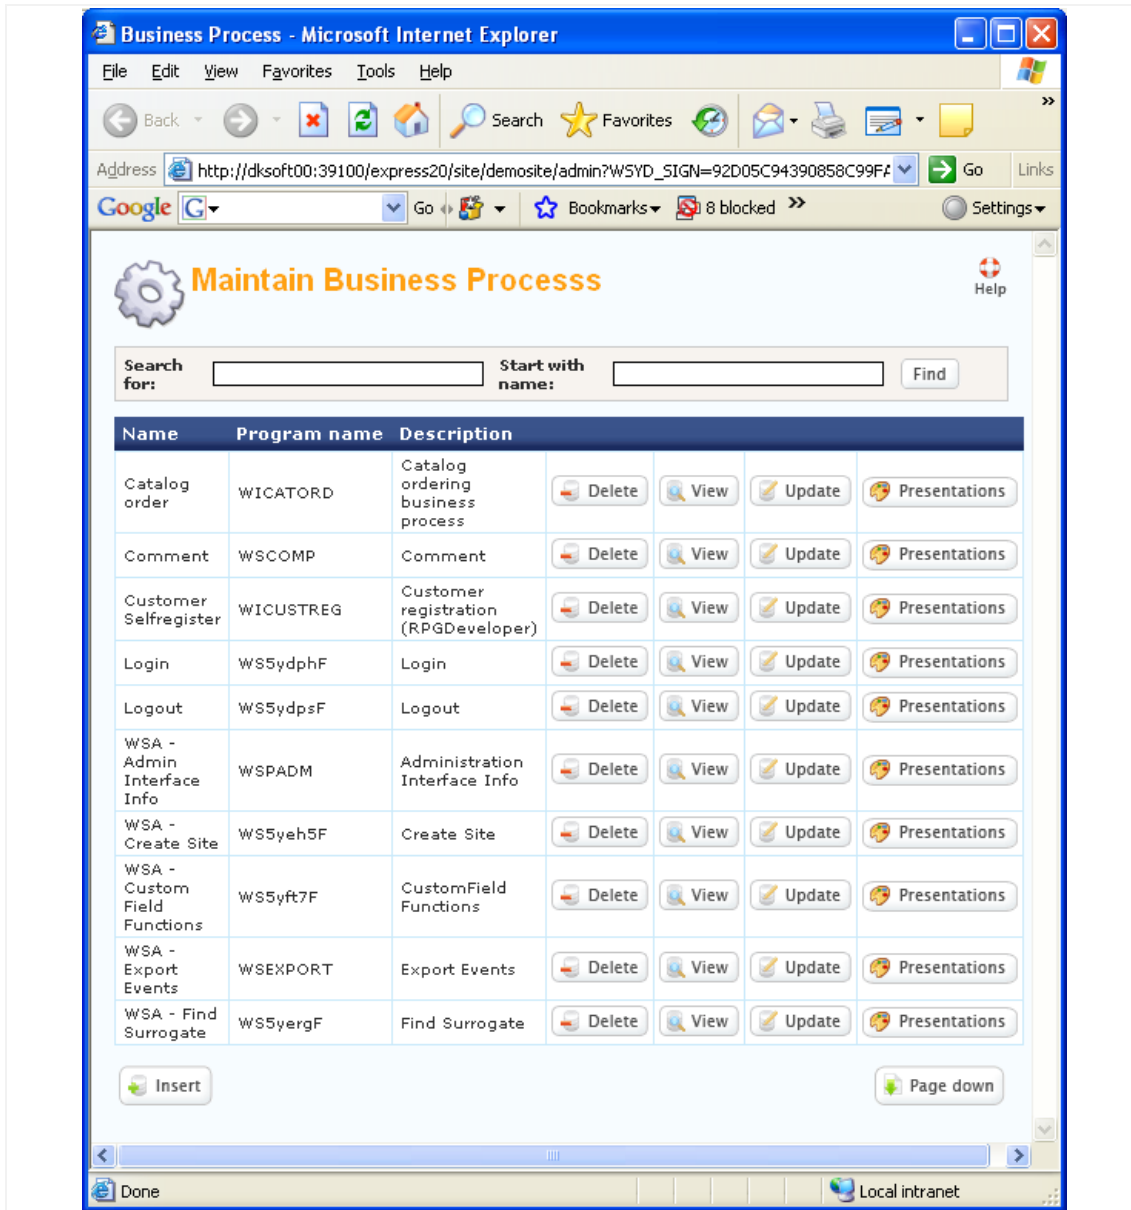 Business Process - Microsoft Internet Explorer
File Edit View Favorites Tools Help
Back Search Favorites
Address http://dksoft00:39100/express20/site/demosite/admin?WSYD_SIGN=92D05C94390858C99FA Go Links
Google G Go Bookmarks 8 blocked Settings
Maintain Business Processs
Help
Search for: Start with name: Find
Name Program name Description
Catalog order WICATORD Catalog ordering business process Delete View Update Presentations
Comment WSCOMP Comment Delete View Update Presentations
Customer Selfregister WICUSTREG Customer registration (RPGDeveloper) Delete View Update Presentations
Login WS5ydphF Login Delete View Update Presentations
Logout WS5ydpsF Logout Delete View Update Presentations
WSA - Admin Interface Info WSPADM Administration Interface Info Delete View Update Presentations
WSA - Create Site WS5yeh5F Create Site Delete View Update Presentations
WSA - Custom Field Functions WS5yft7F CustomField Functions Delete View Update Presentations
WSA - Export Events WSEXPORT Export Events Delete View Update Presentations
WSA - Find Surrogate WS5yergF Find Surrogate Delete View Update Presentations
Insert Page down
Done Local intranet